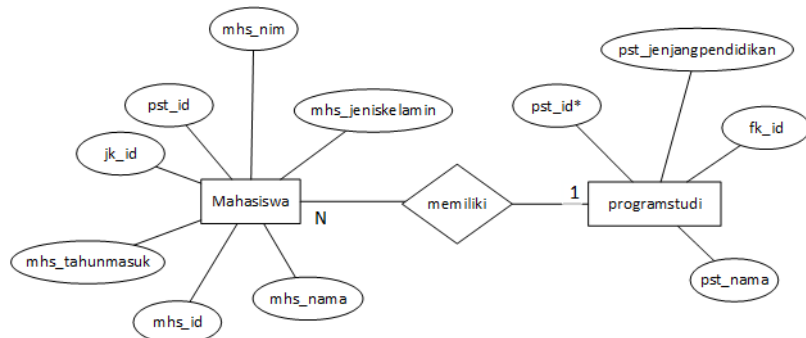 mhs_nim
pst_jenjangpendidikan
pst_id
mhs_jeniskelamin
pst_id*
fk_id
jk_id
Mahasiswa
N
memiliki
1
programstudi
mhs_tahunmasuk
mhs_nama
pst_nama
mhs_id